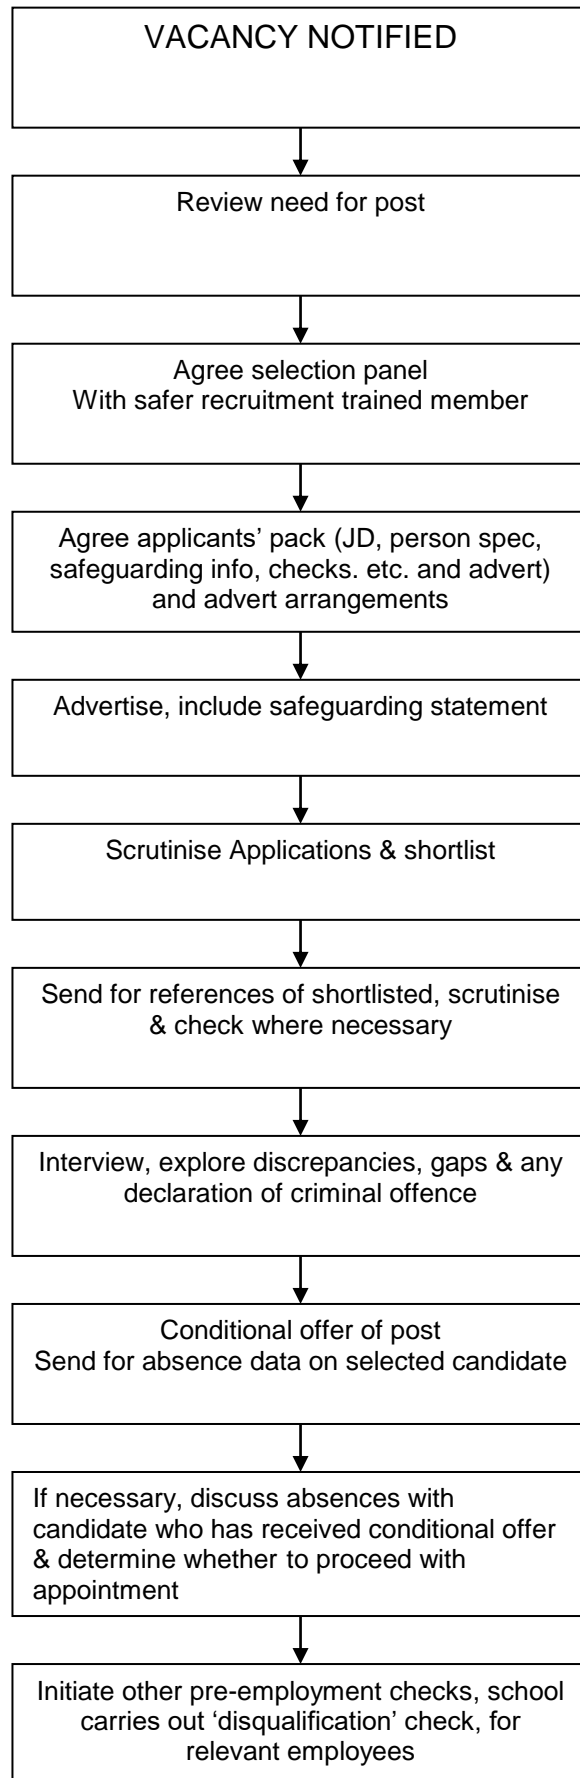 VACANCY NOTIFIED
Review need for post
Agree selection panel
With safer recruitment trained member
Agree applicants’ pack (JD, person spec,
safeguarding info, checks. etc. and advert)
and advert arrangements
Advertise, include safeguarding statement
Scrutinise Applications & shortlist
Send for references of shortlisted, scrutinise
& check where necessary
Interview, explore discrepancies, gaps & any
declaration of criminal offence
Conditional offer of post
Send for absence data on selected candidate
If necessary, discuss absences with
candidate who has received conditional offer
& determine whether to proceed with
appointment
Initiate other pre-employment checks, school
carries out ‘disqualification’ check, for
relevant employees